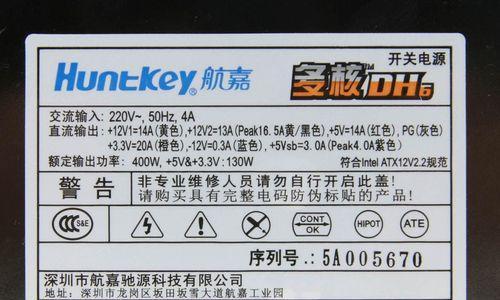 开关电源
Huntkey® 航嘉 多核™ DH6
交流输入: 220V~, 50Hz, 4A
直流输出: +12V1=14A(黄色),+12V2=13A(Peak16.5A黄/黑色),+5V=14A(红色), PG(灰色)
+3.3V=20A(橙色),-12V=0.3A(蓝色),+5Vsb=3.0A(Peak4.0A紫色)
额定输出功率: 400W, +5V&+3.3V:130W 符合Intel ATX12V2.2规范
警告 非专业维修人员请勿自行开启此盖!
请购买具有完整电码防伪标贴的产品!
CCC S&E CONT OK HIPOT ATE
序列号: 5A005670
深圳市航嘉驰源科技有限公司
地址: 深圳市龙岗区坂田坂雪大道航嘉工业园